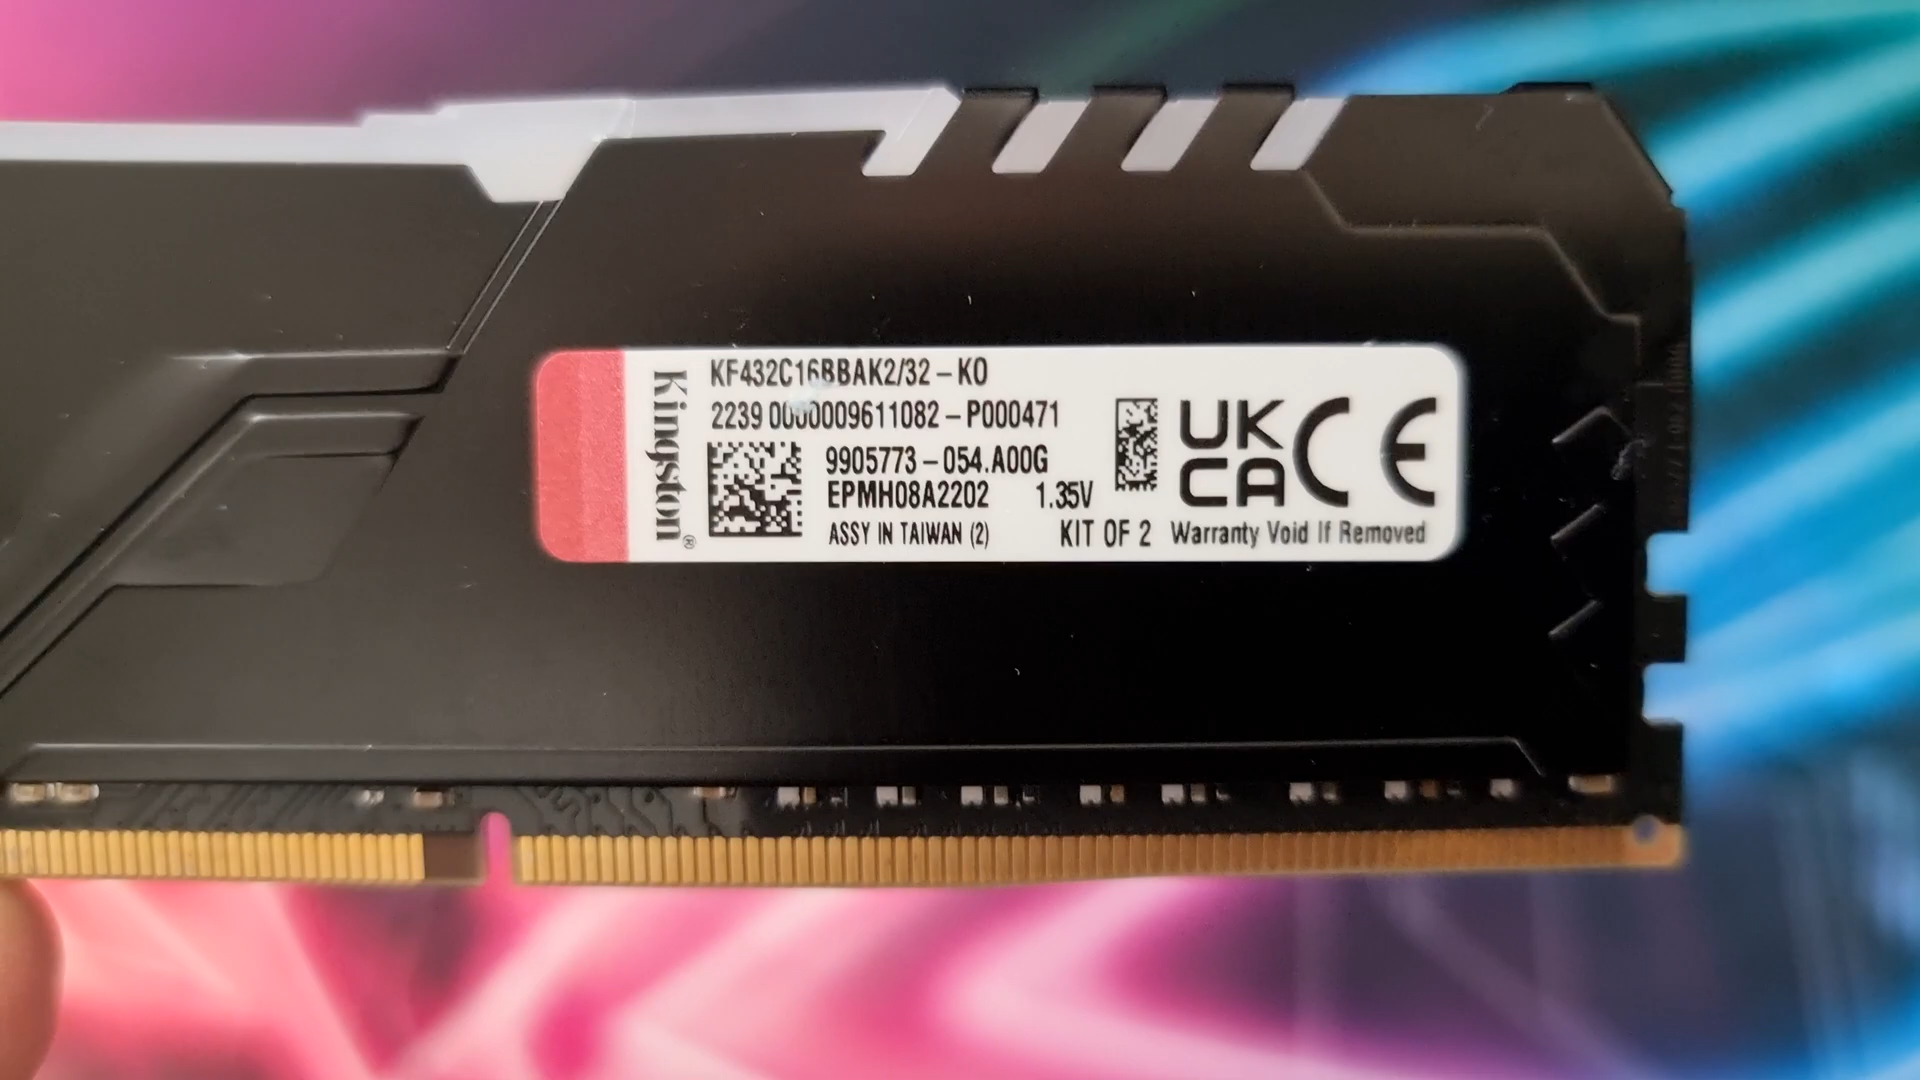 Kingston®
KF432C16BBAK2/32-K0
2239 0000009611082-P000471
9905773-054.A00G
EPMH08A2202 1.35V
ASSY IN TAIWAN (2) KIT OF 2 Warranty Void If Removed
UK
CA CE